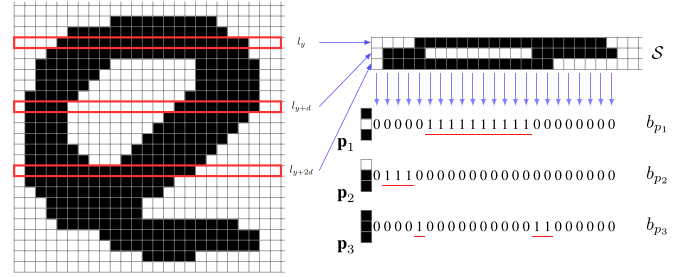 l_y
S
l_{y+d}
0 0 0 0 0 1 1 1 1 1 1 1 1 1 1 0 0 0 0 0 0 0 0 b_{p_1}
p_1
l_{y+2d}
0 1 1 1 0 0 0 0 0 0 0 0 0 0 0 0 0 0 0 0 0 0 0 b_{p_2}
p_2
0 0 0 0 1 0 0 0 0 0 0 0 0 0 0 1 1 0 0 0 0 0 0 b_{p_3}
p_3